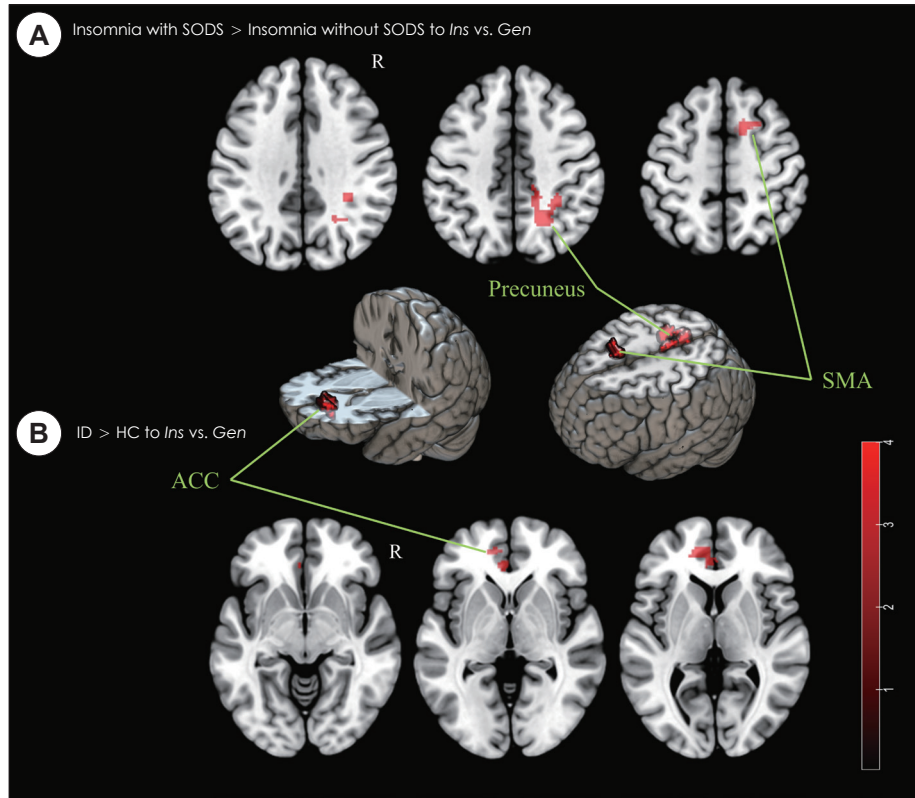 A Insomnia with SODS > Insomnia without SODS to Ins vs. Gen
R
Precuneus
SMA
B ID > HC to Ins vs. Gen
ACC
R
4
3
2
1